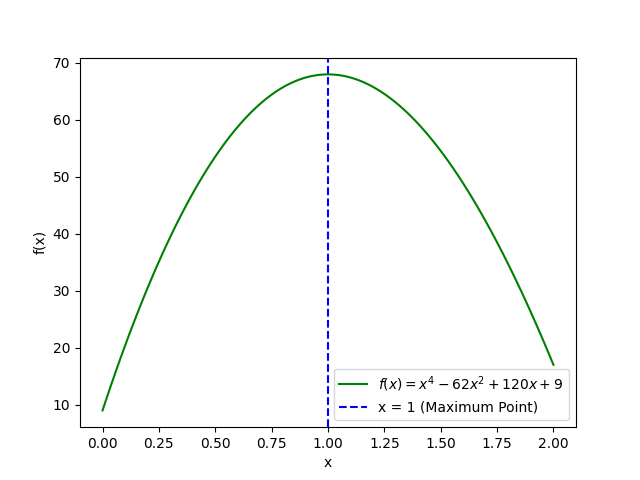 70
60
50
40
30
20
10
f(x)
0.00 0.25 0.50 0.75 1.00 1.25 1.50 1.75 2.00
x
f(x) = x⁴ − 62x² + 120x + 9
x = 1 (Maximum Point)